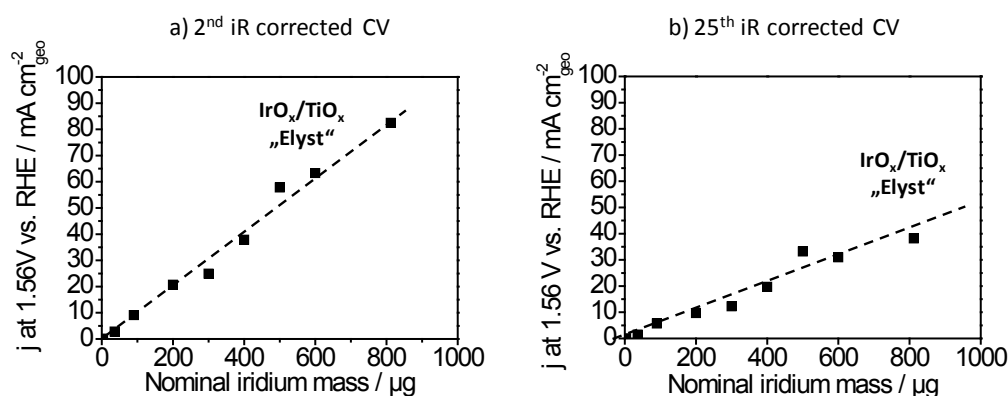 a) 2nd iR corrected CV
j at 1.56V vs. RHE / mA cm-2geo
100
90
80
70
60
50
40
30
20
10
0
IrOx/TiOx
„Elyst“
0 200 400 600 800 1000
Nominal iridium mass / µg
b) 25th iR corrected CV
j at 1.56 V vs. RHE / mA cm-2geo
100
90
80
70
60
50
40
30
20
10
0
IrOx/TiOx
„Elyst“
0 200 400 600 800 1000
Nominal iridium mass / µg